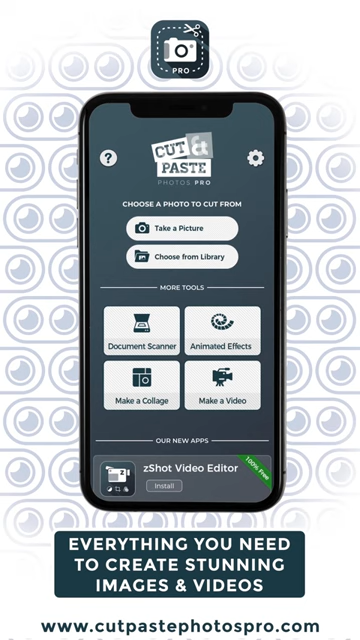 PRO
?
CUT &
PASTE
PHOTOS PRO
CHOOSE A PHOTO TO CUT FROM
Take a Picture
Choose from Library
MORE TOOLS
Document Scanner
Animated Effects
Make a Collage
Make a Video
OUR NEW APPS
Z
zShot Video Editor
Install
100% Free
EVERYTHING YOU NEED
TO CREATE STUNNING
IMAGES & VIDEOS
www.cutpastephotospro.com